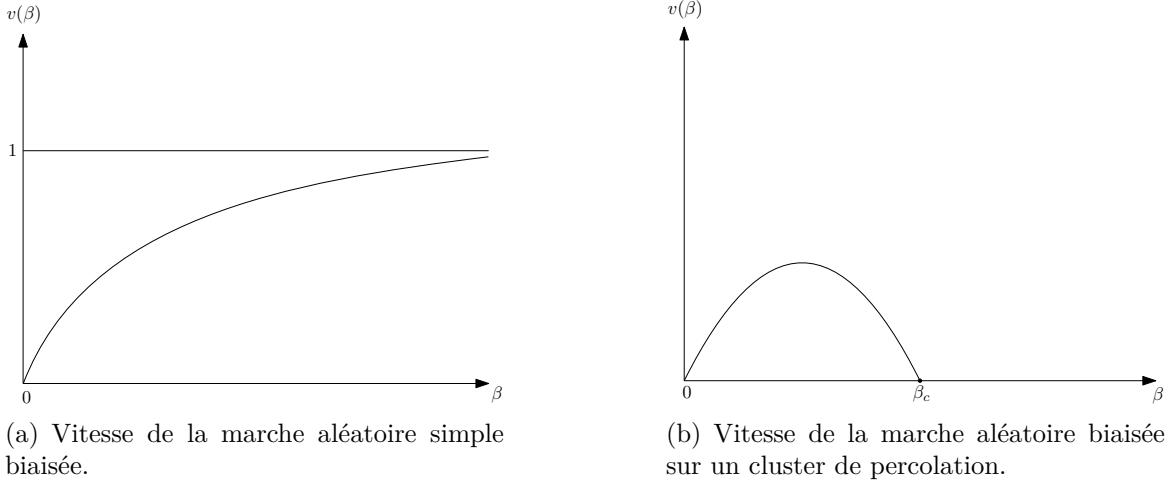 v(β)
1
0
β
(a) Vitesse de la marche aléatoire simple
biaisée.
v(β)
0
β_c
β
(b) Vitesse de la marche aléatoire biaisée
sur un cluster de percolation.